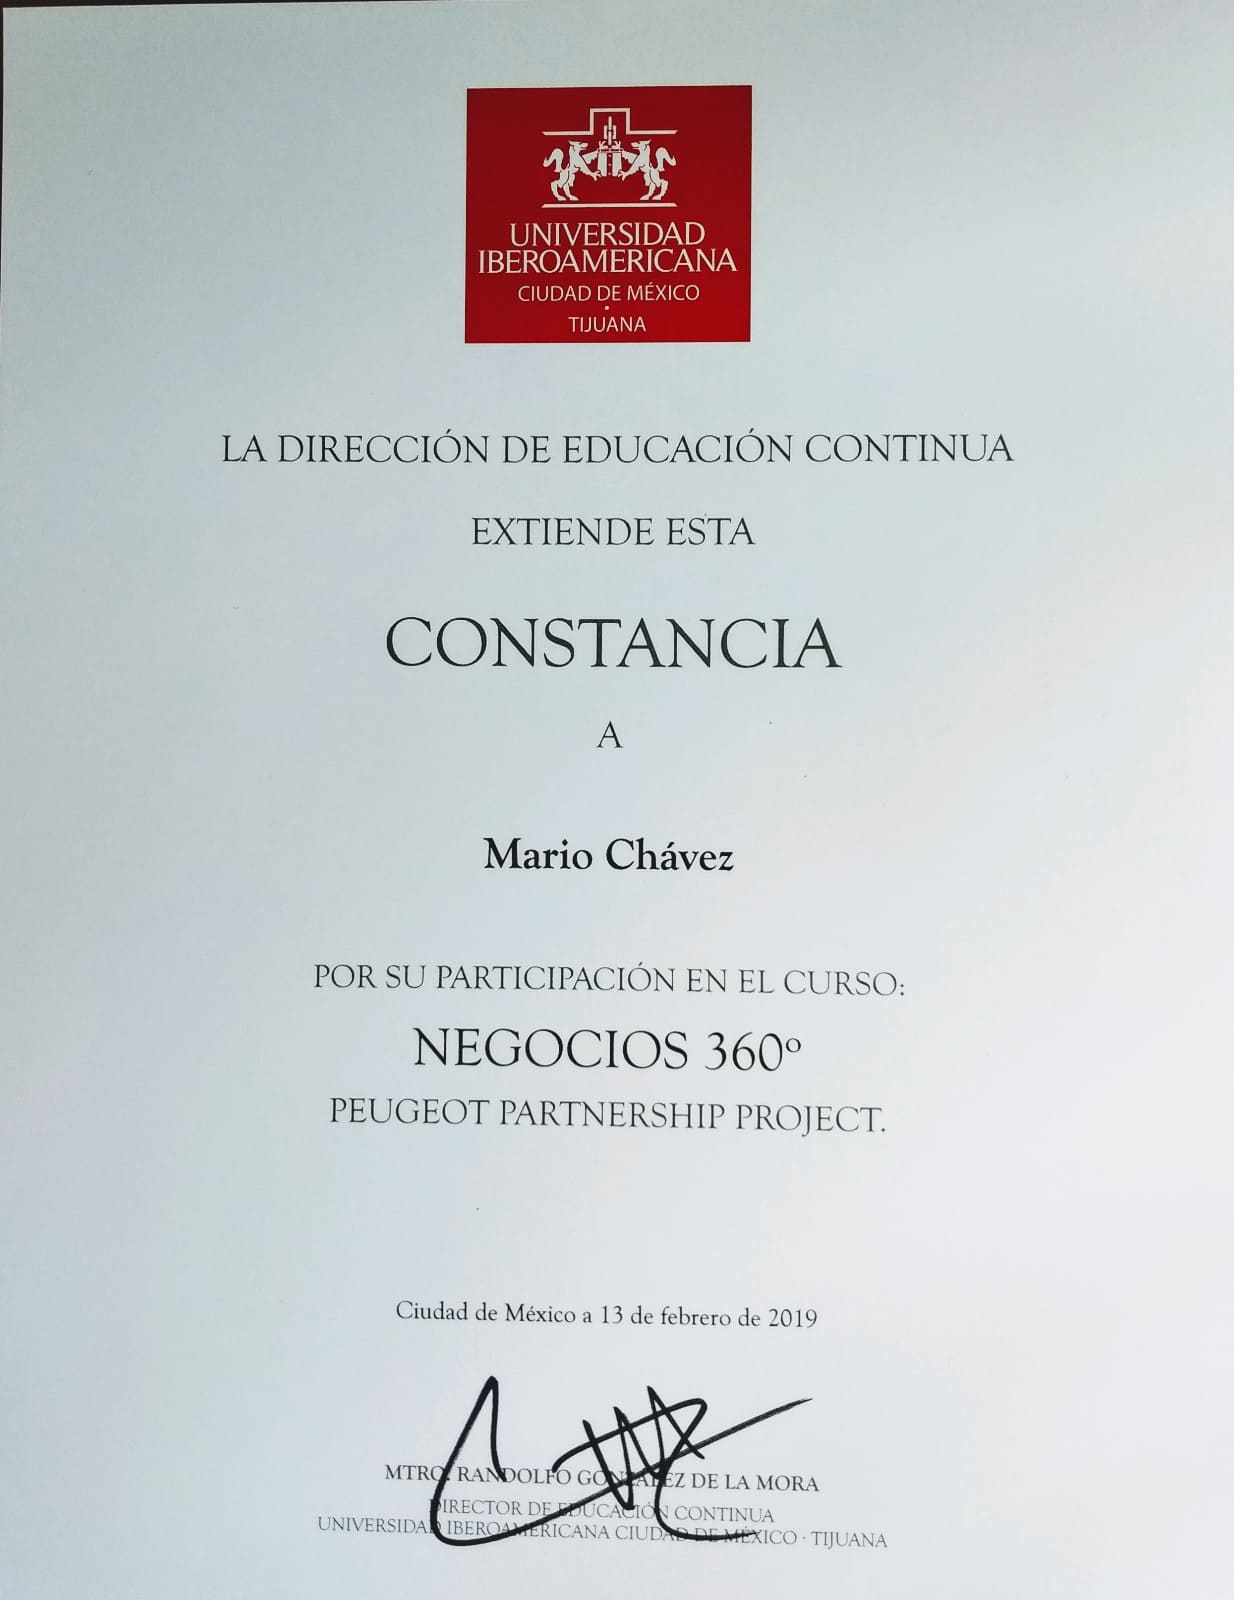 UNIVERSIDAD
IBEROAMERICANA
CIUDAD DE MÉXICO
·
TIJUANA
LA DIRECCIÓN DE EDUCACIÓN CONTINUA
EXTIENDE ESTA
CONSTANCIA
A
Mario Chávez
POR SU PARTICIPACIÓN EN EL CURSO:
NEGOCIOS 360º
PEUGEOT PARTNERSHIP PROJECT.
Ciudad de México a 13 de febrero de 2019
MTRO. RANDOLFO GONZÁLEZ DE LA MORA
DIRECTOR DE EDUCACIÓN CONTINUA
UNIVERSIDAD IBEROAMERICANA CIUDAD DE MÉXICO · TIJUANA